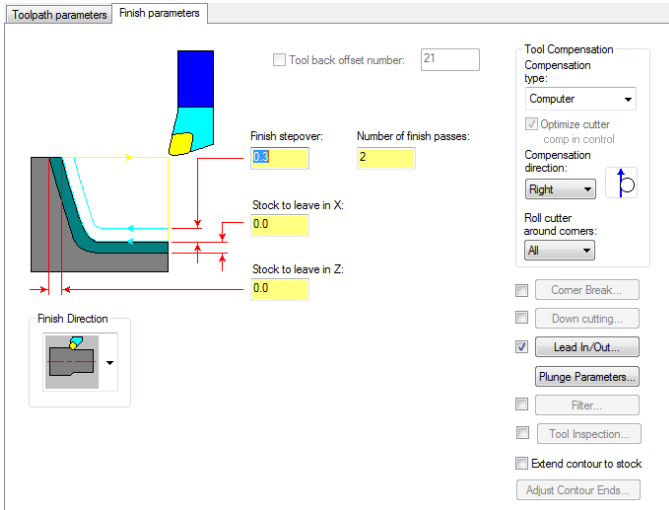 Toolpath parameters
Finish parameters
Tool back offset number:
21
Finish stepover:
0.3
Number of finish passes:
2
Stock to leave in X:
0.0
Stock to leave in Z:
0.0
Finish Direction
Tool Compensation
Compensation
type:
Computer
Optimize cutter
comp in control
Compensation
direction:
Right
Roll cutter
around corners:
All
Corner Break...
Down cutting...
Lead In/Out...
Plunge Parameters...
Filter...
Tool Inspection...
Extend contour to stock
Adjust Contour Ends...